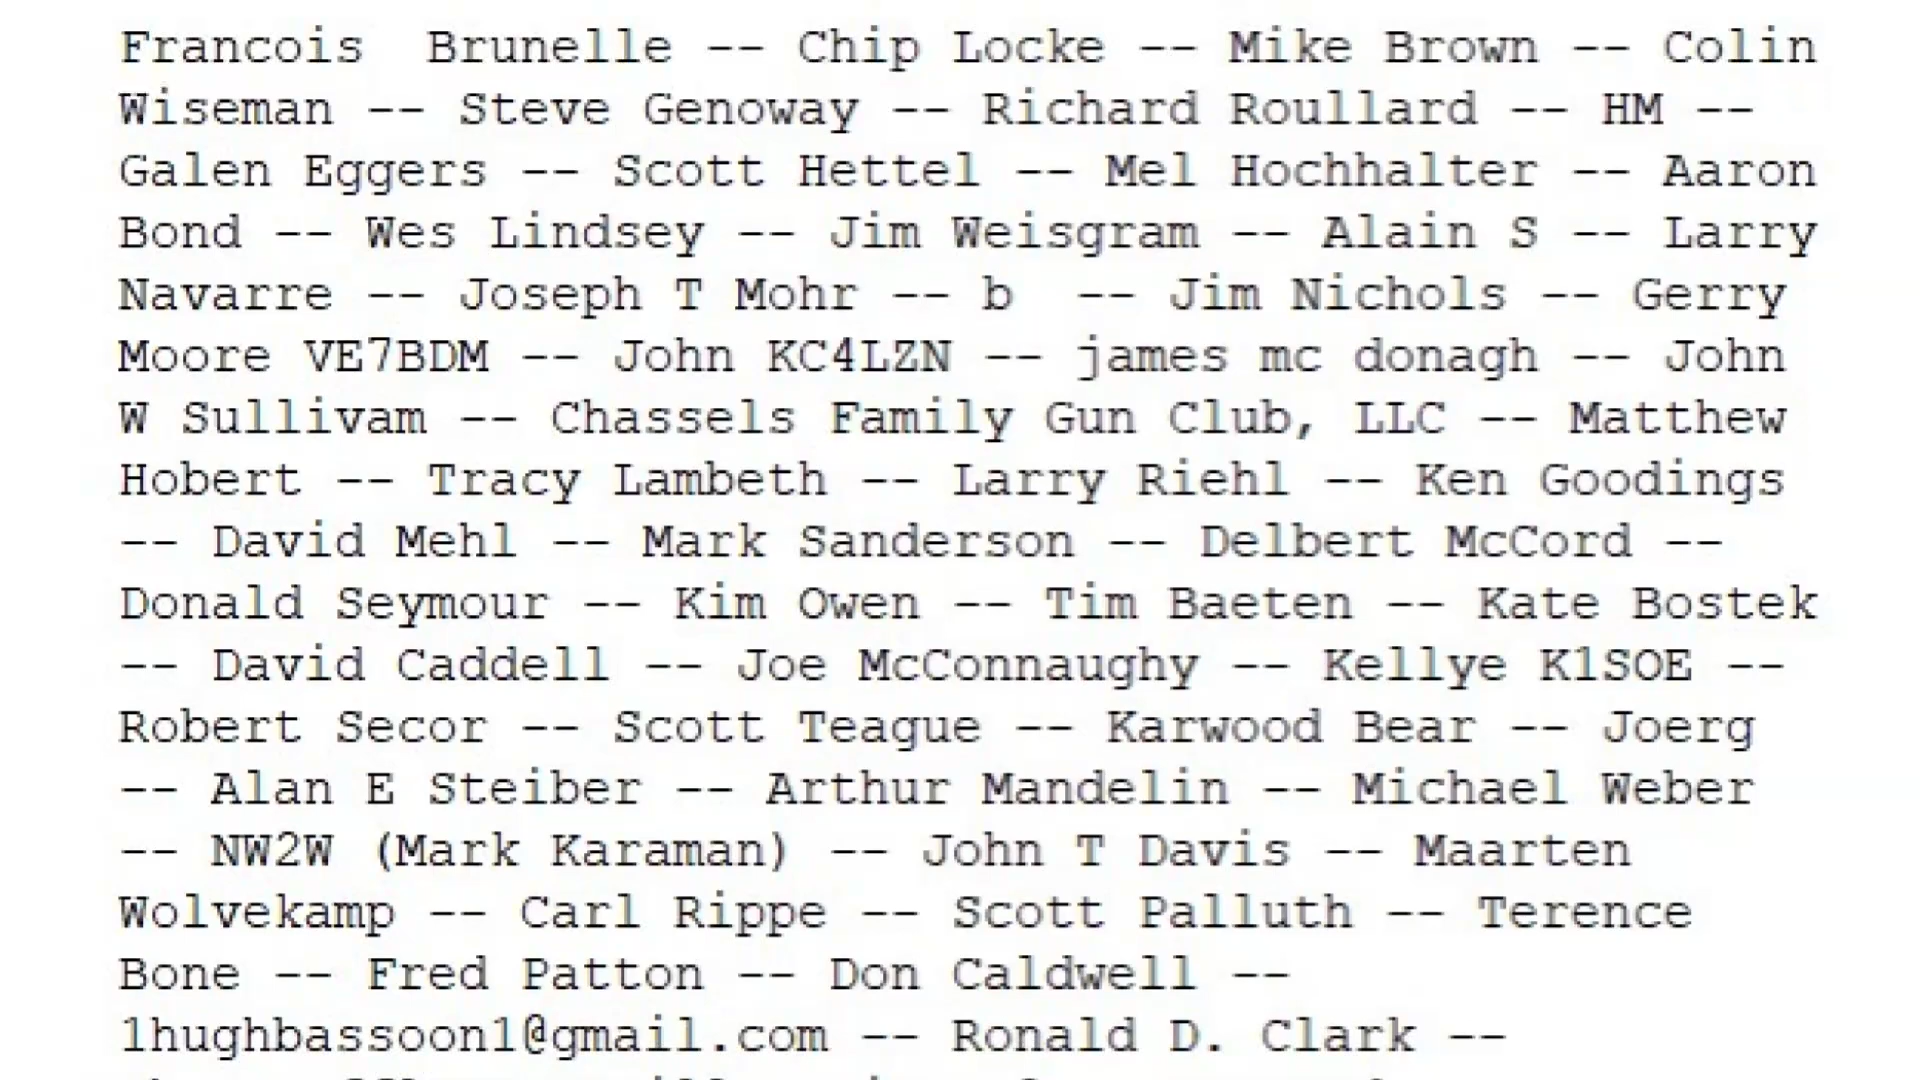 Francois  Brunelle -- Chip Locke -- Mike Brown -- Colin
Wiseman -- Steve Genoway -- Richard Roullard -- HM --
Galen Eggers -- Scott Hettel -- Mel Hochhalter -- Aaron
Bond -- Wes Lindsey -- Jim Weisgram -- Alain S -- Larry
Navarre -- Joseph T Mohr -- b  -- Jim Nichols -- Gerry
Moore VE7BDM -- John KC4LZN -- james mc donagh -- John
W Sullivam -- Chassels Family Gun Club, LLC -- Matthew
Hobert -- Tracy Lambeth -- Larry Riehl -- Ken Goodings
-- David Mehl -- Mark Sanderson -- Delbert McCord --
Donald Seymour -- Kim Owen -- Tim Baeten -- Kate Bostek
-- David Caddell -- Joe McConnaughy -- Kellye K1SOE --
Robert Secor -- Scott Teague -- Karwood Bear -- Joerg
-- Alan E Steiber -- Arthur Mandelin -- Michael Weber
-- NW2W (Mark Karaman) -- John T Davis -- Maarten
Wolvekamp -- Carl Rippe -- Scott Palluth -- Terence
Bone -- Fred Patton -- Don Caldwell --
1hughbassoon1@gmail.com -- Ronald D. Clark --